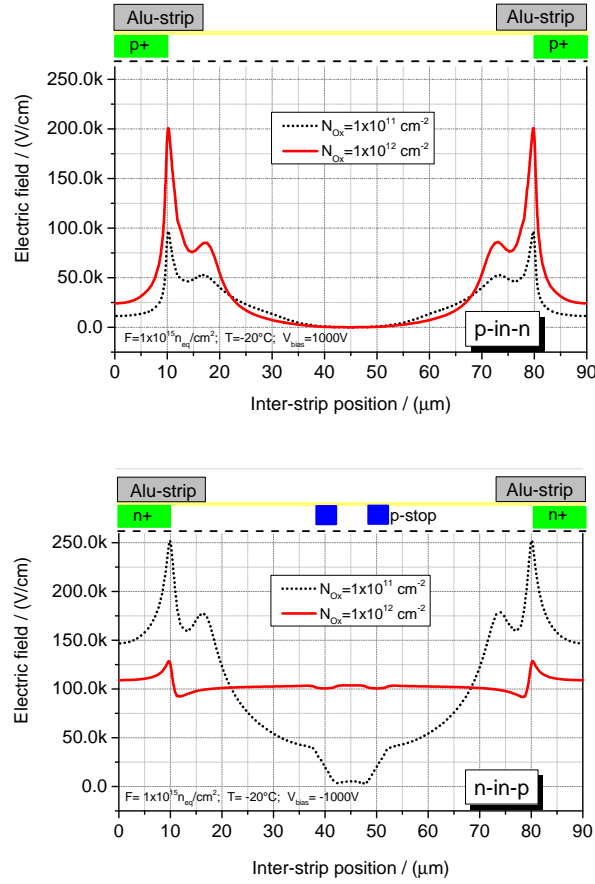 Alu-strip Alu-strip
p+ p+
250.0k
200.0k
150.0k
100.0k
50.0k
0.0
Electric field / (V/cm)
N_Ox=1x10^11 cm^-2
N_Ox=1x10^12 cm^-2
F=1x10^15n_eq/cm^2; T=-20°C; V_bias=1000V
p-in-n
0 10 20 30 40 50 60 70 80 90
Inter-strip position / (μm)
Alu-strip Alu-strip
n+ p-stop n+
250.0k
200.0k
150.0k
100.0k
50.0k
0.0
Electric field / (V/cm)
N_Ox=1x10^11 cm^-2
N_Ox=1x10^12 cm^-2
F= 1x10^15n_eq/cm^2; T= -20°C; V_bias= -1000V
n-in-p
0 10 20 30 40 50 60 70 80 90
Inter-strip position / (μm)